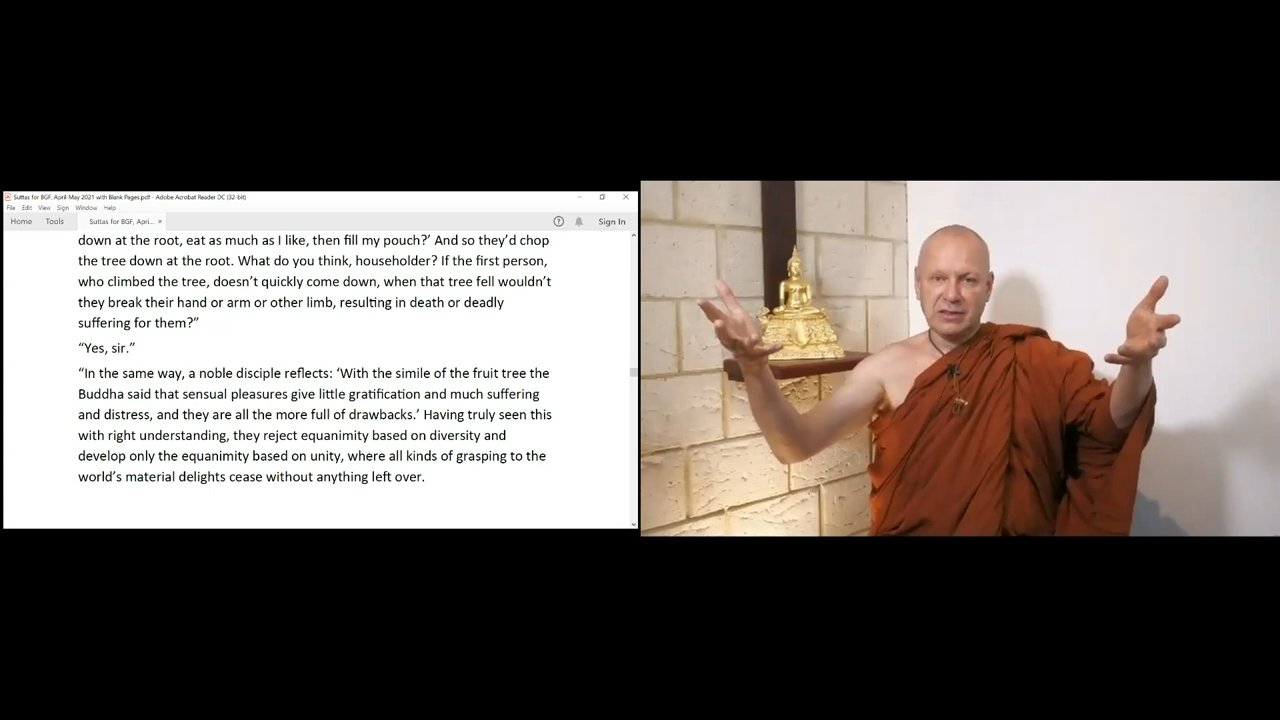 Suttas for BGF, April-May 2021 with Blank Pages.pdf - Adobe Acrobat Reader DC (32-bit)
File Edit View Sign Window Help
Home Tools Suttas for BGF, Apri... × Sign In
down at the root, eat as much as I like, then fill my pouch?’ And so they’d chop
the tree down at the root. What do you think, householder? If the first person,
who climbed the tree, doesn’t quickly come down, when that tree fell wouldn’t
they break their hand or arm or other limb, resulting in death or deadly
suffering for them?”
“Yes, sir.”
“In the same way, a noble disciple reflects: ‘With the simile of the fruit tree the
Buddha said that sensual pleasures give little gratification and much suffering
and distress, and they are all the more full of drawbacks.’ Having truly seen this
with right understanding, they reject equanimity based on diversity and
develop only the equanimity based on unity, where all kinds of grasping to the
world’s material delights cease without anything left over.